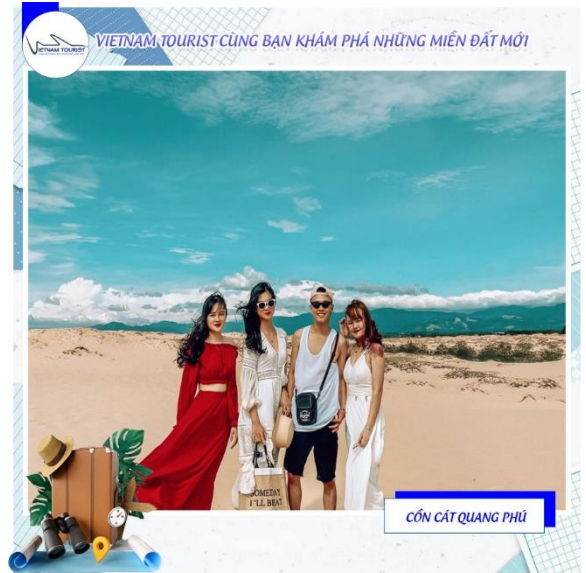 VIETNAM TOURIST
VIETNAM TOURIST CÙNG BẠN KHÁM PHÁ NHỮNG MIỀN ĐẤT MỚI
SOMEDAY
I'LL BEAT
CỒN CÁT QUANG PHÚ